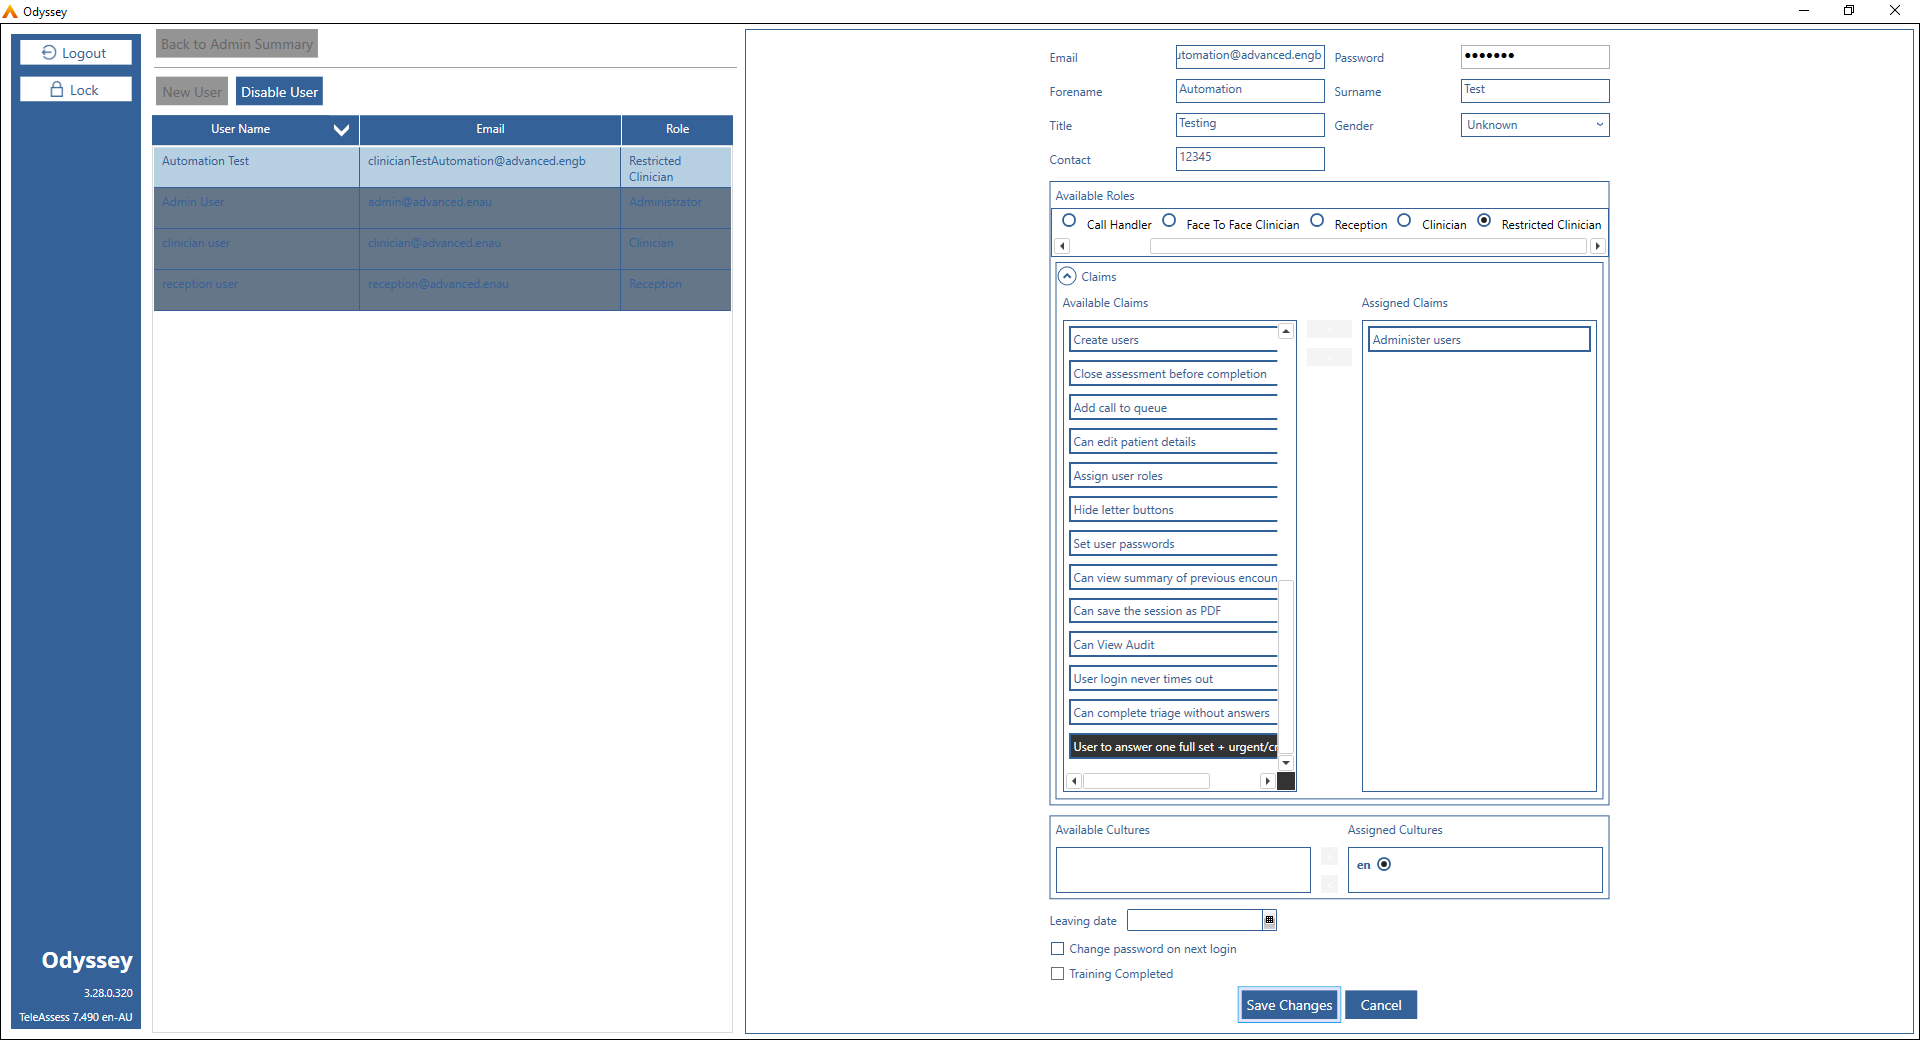 Odyssey
Logout
Lock
Back to Admin Summary
New User
Disable User
User Name
Email
Role
Automation Test
clinicianTestAutomation@advanced.engb
Restricted
Clinician
Admin User
admin@advanced.enau
Administrator
clinician user
clinician@advanced.enau
Clinician
reception user
reception@advanced.enau
Reception
Odyssey
3.28.0.320
TeleAssess 7.490 en-AU
Email
utomation@advanced.engb
Password
●●●●●●●
Forename
Automation
Surname
Test
Title
Testing
Gender
Unknown
Contact
12345
Available Roles
Call Handler
Face To Face Clinician
Reception
Clinician
Restricted Clinician
Claims
Available Claims
Assigned Claims
Create users
Close assessment before completion
Add call to queue
Can edit patient details
Assign user roles
Hide letter buttons
Set user passwords
Can view summary of previous encoun
Can save the session as PDF
Can View Audit
User login never times out
Can complete triage without answers
User to answer one full set + urgent/cr
Administer users
Available Cultures
Assigned Cultures
en
Leaving date
Change password on next login
Training Completed
Save Changes
Cancel